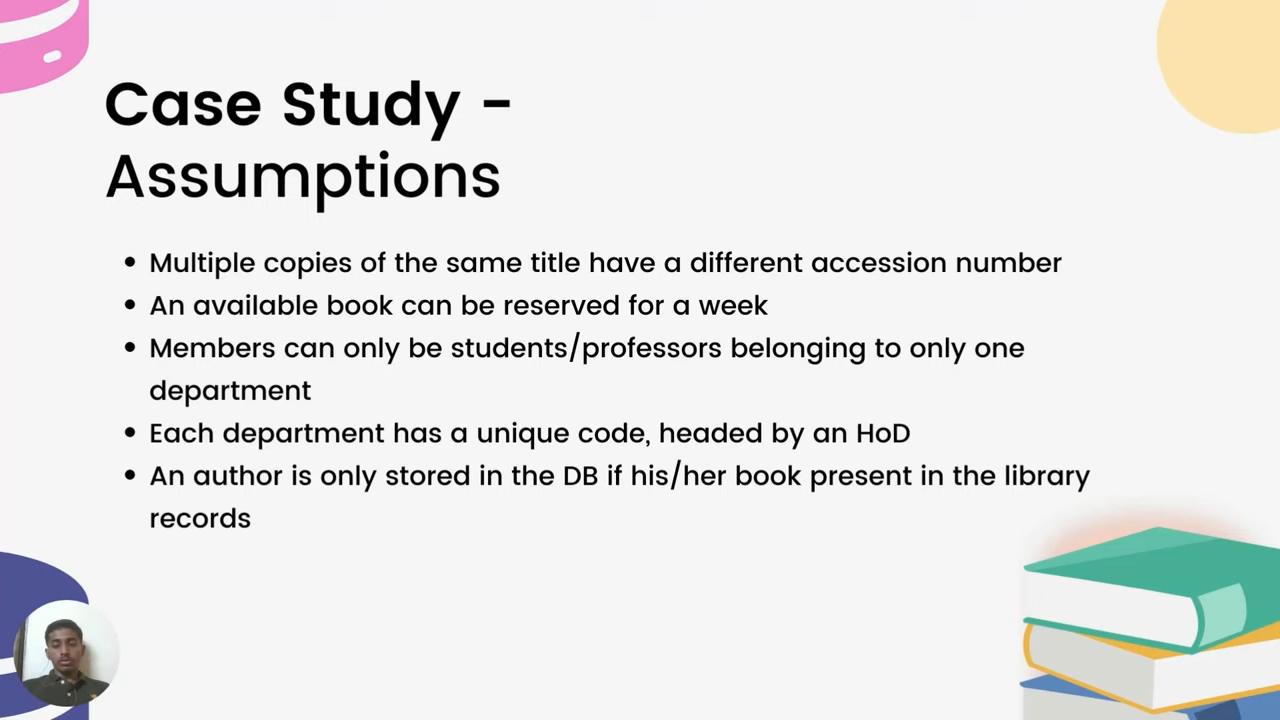 Case Study -
Assumptions
• Multiple copies of the same title have a different accession number
• An available book can be reserved for a week
• Members can only be students/professors belonging to only one
department
• Each department has a unique code, headed by an HoD
• An author is only stored in the DB if his/her book present in the library
records